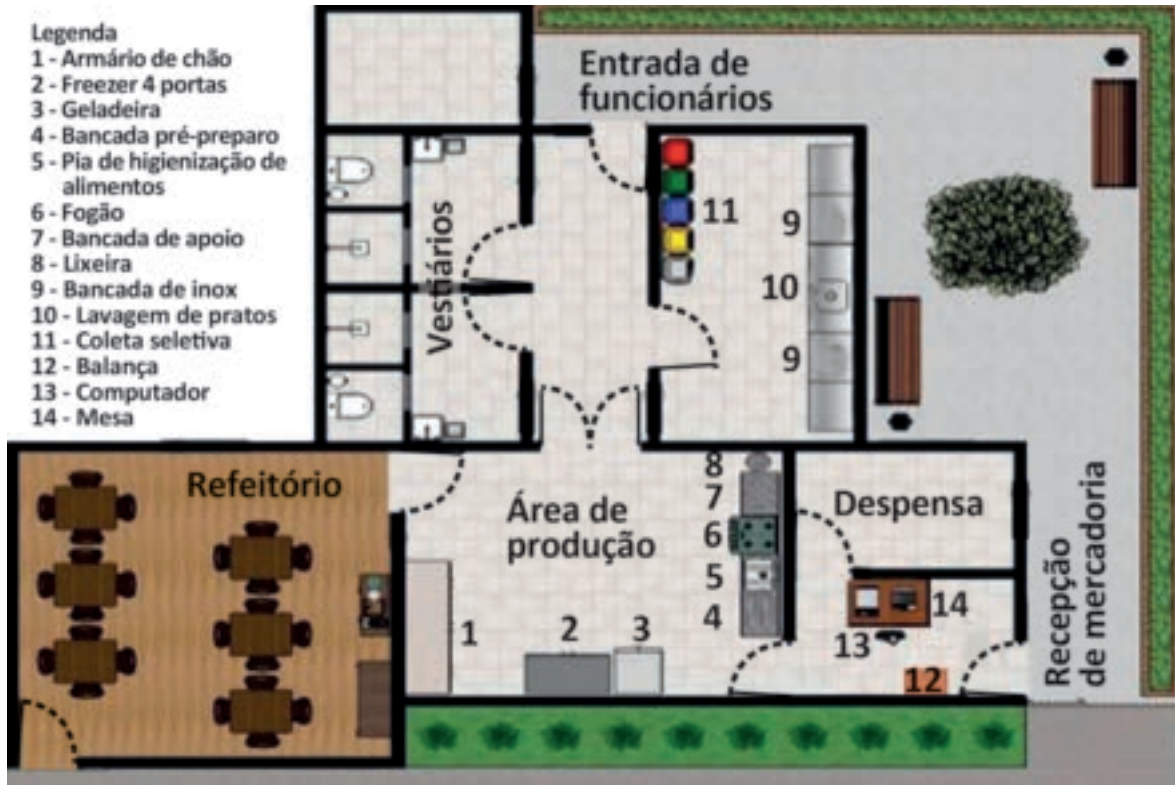 Legenda
1 - Armário de chão
2 - Freezer 4 portas
3 - Geladeira
4 - Bancada pré-preparo
5 - Pia de higienização de
alimentos
6 - Fogão
7 - Bancada de apoio
8 - Lixeira
9 - Bancada de inox
10 - Lavagem de pratos
11 - Coleta seletiva
12 - Balança
13 - Computador
14 - Mesa
Entrada de
funcionários
Vestiários
11
9
10
9
Refeitório
Área de
produção
8
7
6
5
4
1
2
3
Despensa
14
13
12
Recepção
de mercadoria